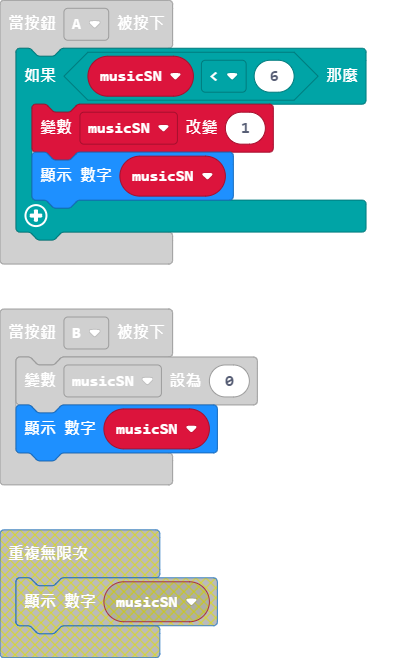 當按鈕 A 被按下
如果 musicSN < 6 那麼
變數 musicSN 改變 1
顯示 數字 musicSN
當按鈕 B 被按下
變數 musicSN 設為 0
顯示 數字 musicSN
重複無限次
顯示 數字 musicSN